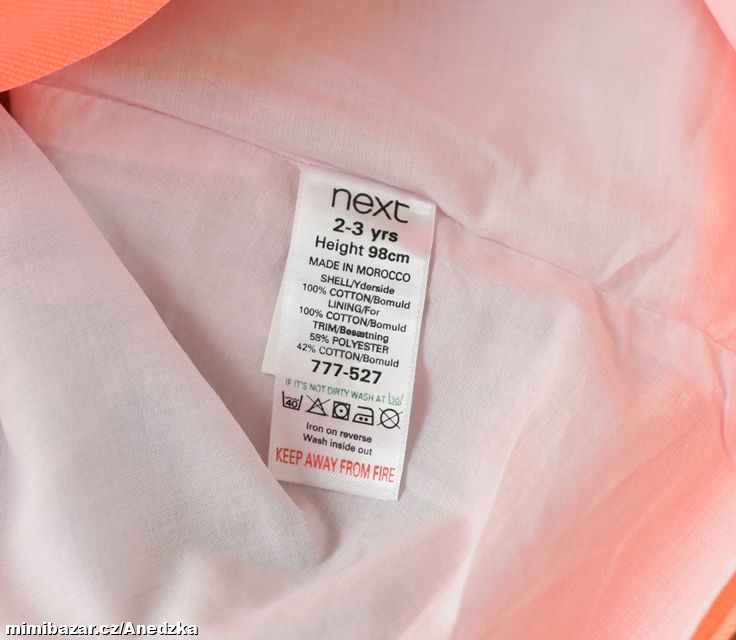 next
2-3 yrs
Height 98cm
MADE IN MOROCCO
SHELL/Yderside
100% COTTON/Bomuld
LINING/For
100% COTTON/Bomuld
TRIM/Besætning
58% POLYESTER
42% COTTON/Bomuld
777-527
IF IT'S NOT DIRTY WASH AT 30
40
Iron on reverse
Wash inside out
KEEP AWAY FROM FIRE
mimibazar.cz/Anedzka